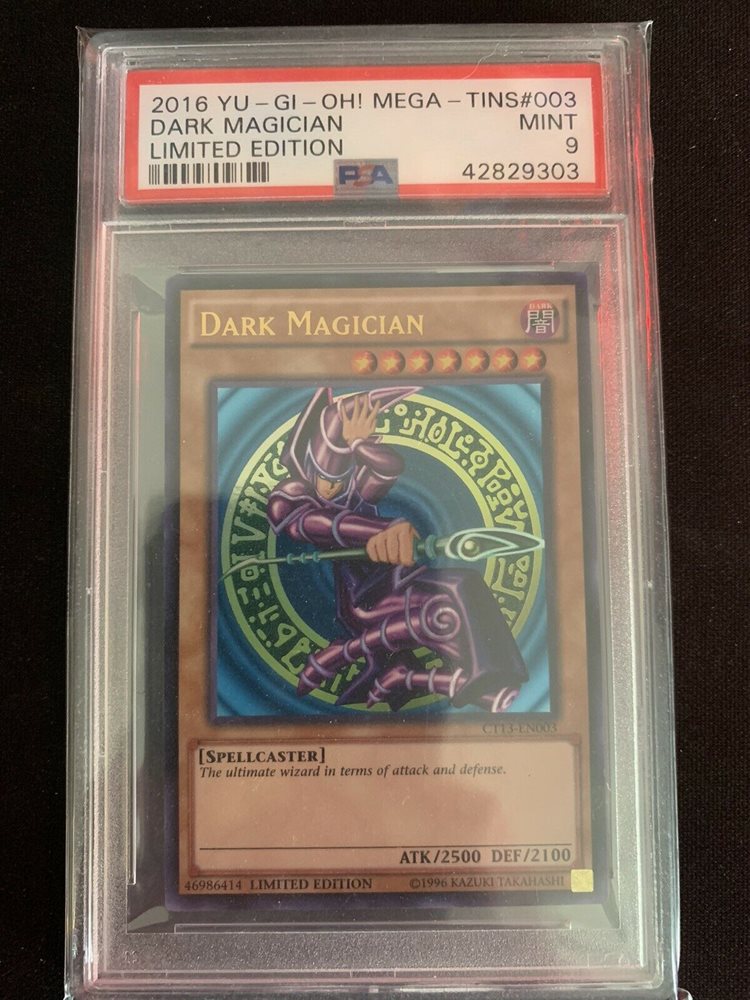 2016 YU-GI-OH! MEGA-TINS#003
DARK MAGICIAN MINT
LIMITED EDITION 9
PSA 42829303
DARK MAGICIAN
DARK
闇
CT13-EN003
[SPELLCASTER]
The ultimate wizard in terms of attack and defense.
ATK/2500 DEF/2100
46986414 LIMITED EDITION ©1996 KAZUKI TAKAHASHI